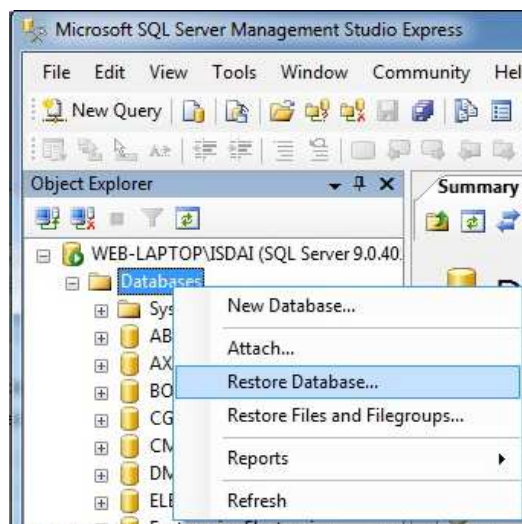 Microsoft SQL Server Management Studio Express
File Edit View Tools Window Community Hel
New Query
Object Explorer
Summary
WEB-LAPTOP\ISDAI (SQL Server 9.0.40.
Databases
Sys
AB
AX
BO
CG
CM
DM
ELE
New Database...
Attach...
Restore Database...
Restore Files and Filegroups...
Reports
Refresh